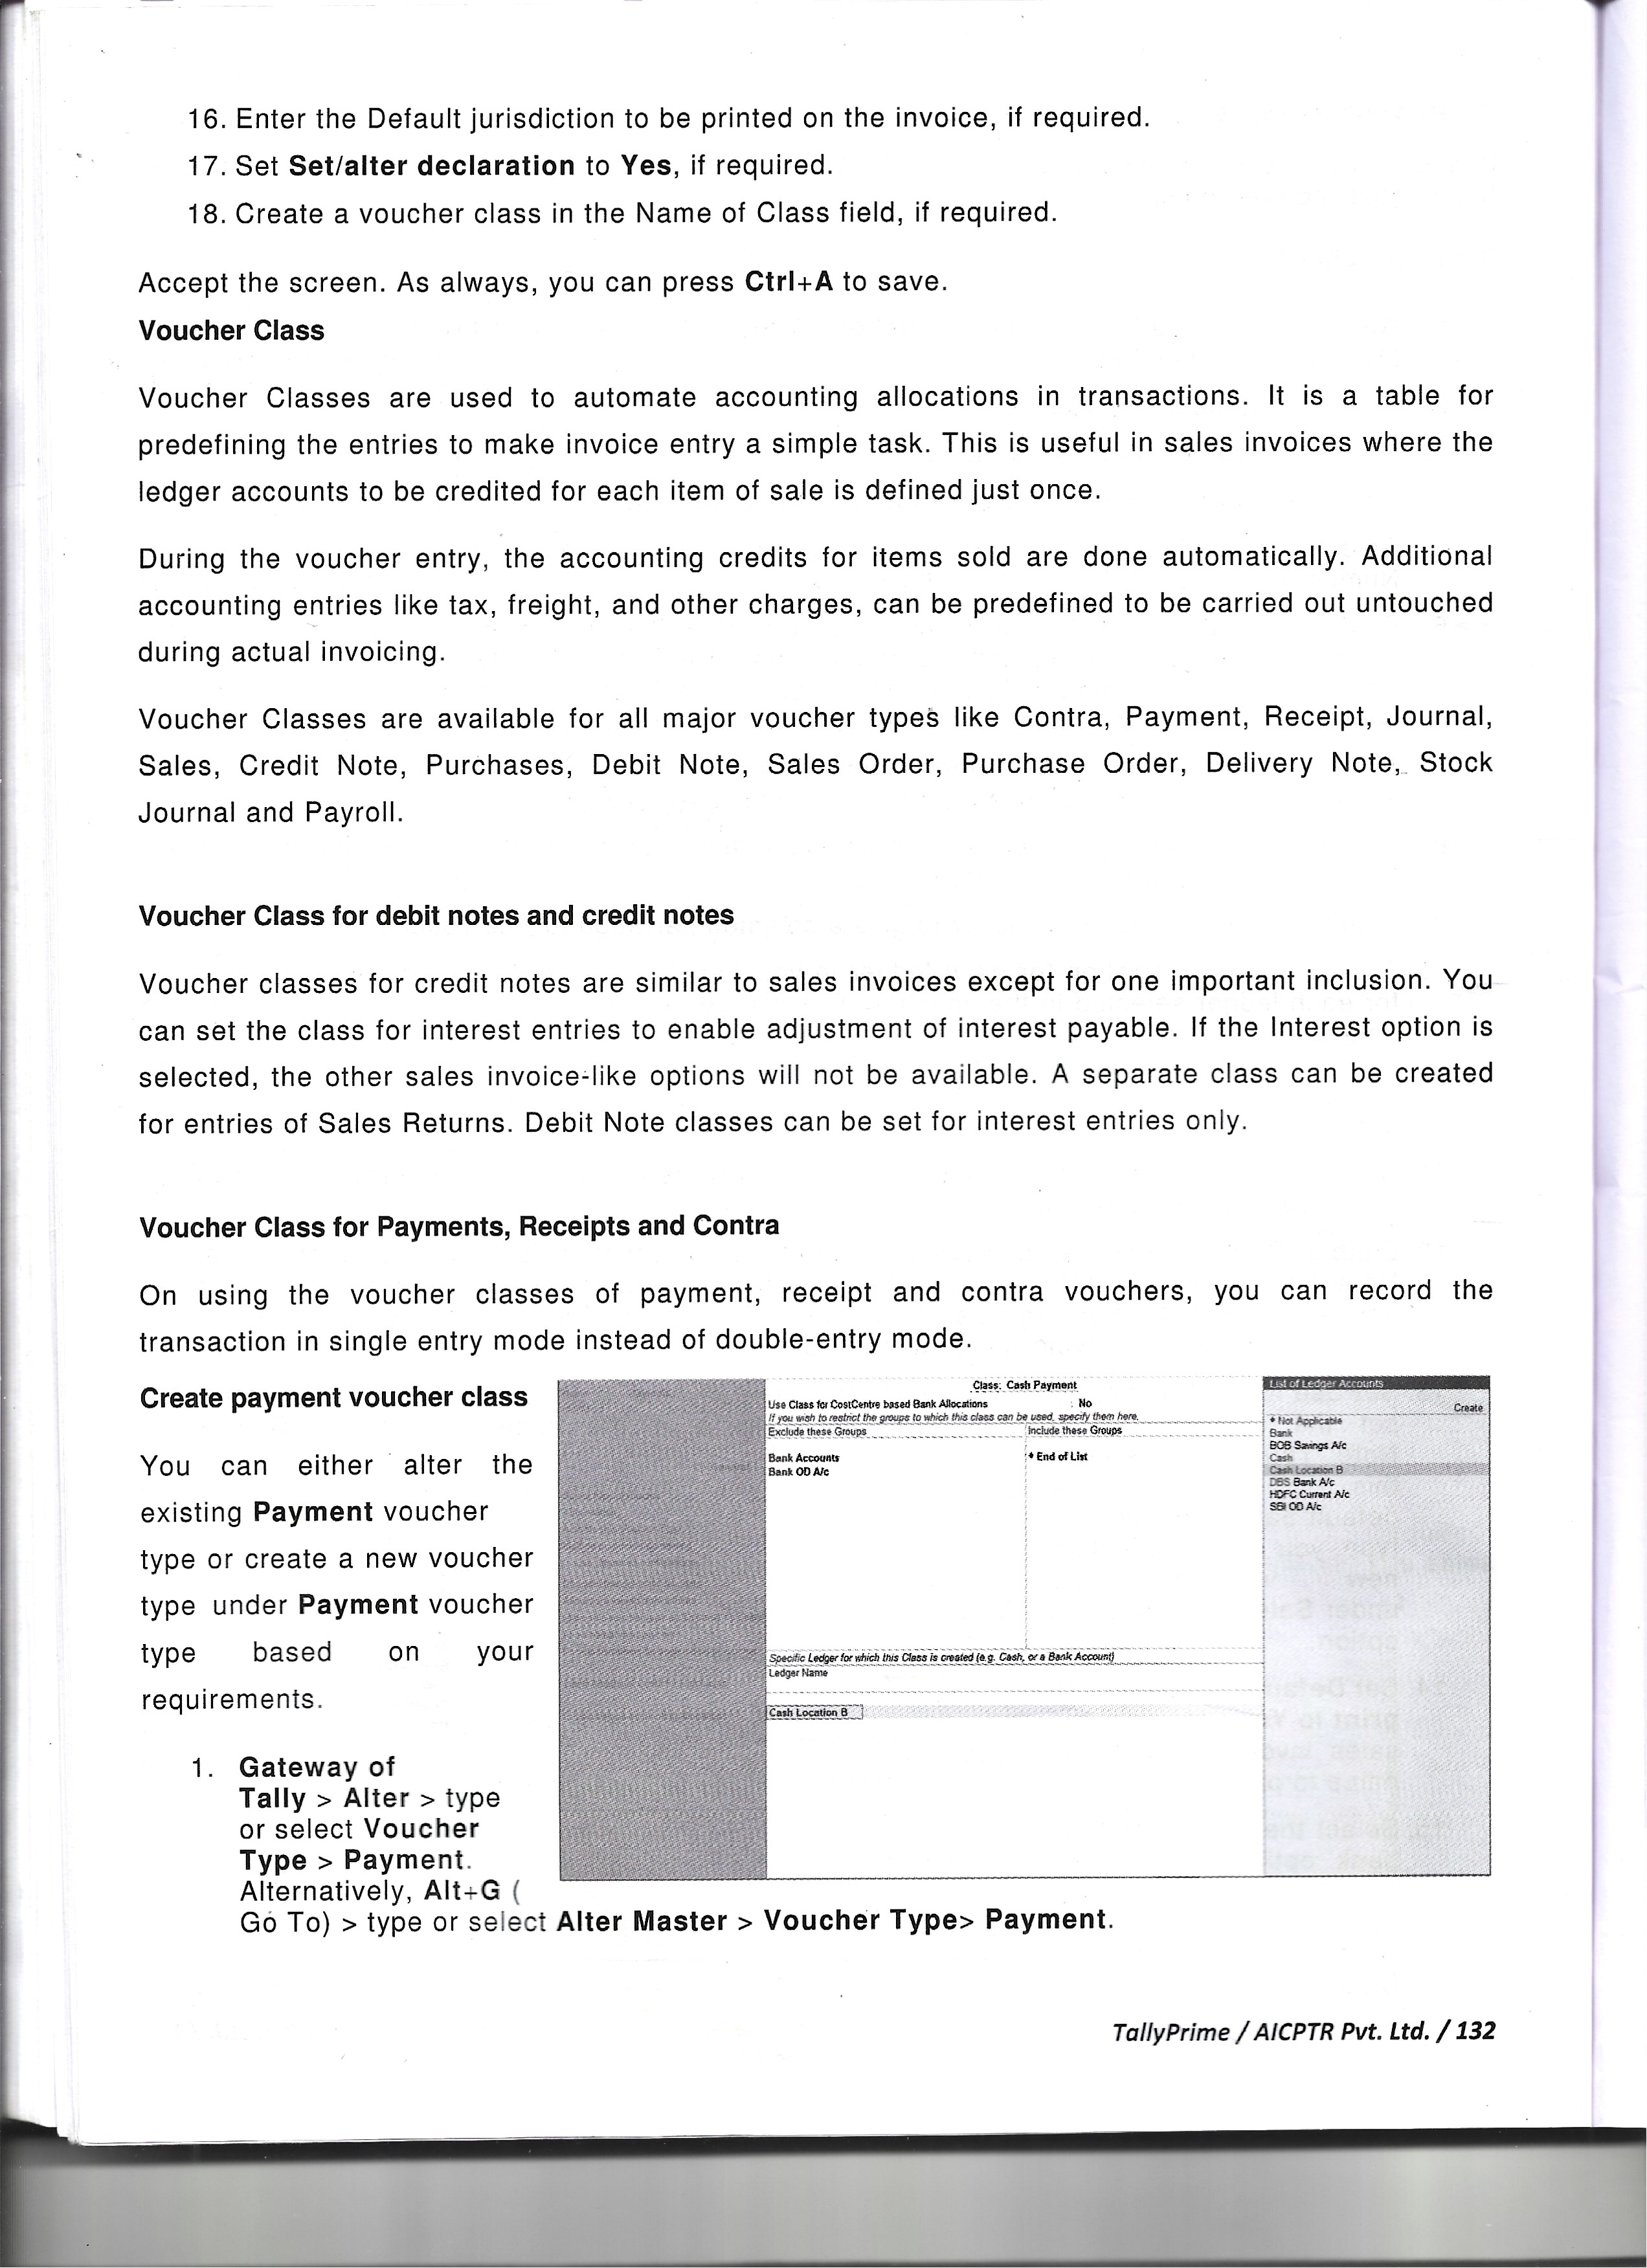 16. Enter the Default jurisdiction to be printed on the invoice, if required.
17. Set Set/alter declaration to Yes, if required.
18. Create a voucher class in the Name of Class field, if required.
Accept the screen. As always, you can press Ctrl+A to save.
Voucher Class
Voucher Classes are used to automate accounting allocations in transactions. It is a table for
predefining the entries to make invoice entry a simple task. This is useful in sales invoices where the
ledger accounts to be credited for each item of sale is defined just once.
During the voucher entry, the accounting credits for items sold are done automatically. Additional
accounting entries like tax, freight, and other charges, can be predefined to be carried out untouched
during actual invoicing.
Voucher Classes are available for all major voucher types like Contra, Payment, Receipt, Journal,
Sales, Credit Note, Purchases, Debit Note, Sales Order, Purchase Order, Delivery Note, Stock
Journal and Payroll.
Voucher Class for debit notes and credit notes
Voucher classes for credit notes are similar to sales invoices except for one important inclusion. You
can set the class for interest entries to enable adjustment of interest payable. If the Interest option is
selected, the other sales invoice-like options will not be available. A separate class can be created
for entries of Sales Returns. Debit Note classes can be set for interest entries only.
Voucher Class for Payments, Receipts and Contra
On using the voucher classes of payment, receipt and contra vouchers, you can record the
transaction in single entry mode instead of double-entry mode.
Create payment voucher class
You can either alter the
existing Payment voucher
type or create a new voucher
type under Payment voucher
type based on your
requirements.
Class: Cash Payment
Use Class for CostCentre based Bank Allocations : No
If you wish to restrict the groups to which this class can be used, specify them here.
Exclude these Groups Include these Groups
Bank Accounts ♦ End of List
Bank OD A/c
Specific Ledger for which this Class is created (e.g. Cash, or a Bank Account)
Ledger Name
Cash Location B
List of Ledger Accounts
Create
♦ Not Applicable
Bank
BOB Savings A/c
Cash
Cash Location B
DBS Bank A/c
HDFC Current A/c
SBI OD A/c
1. Gateway of
Tally > Alter > type
or select Voucher
Type > Payment.
Alternatively, Alt+G (
Go To) > type or select Alter Master > Voucher Type> Payment.
TallyPrime / AICPTR Pvt. Ltd. / 132